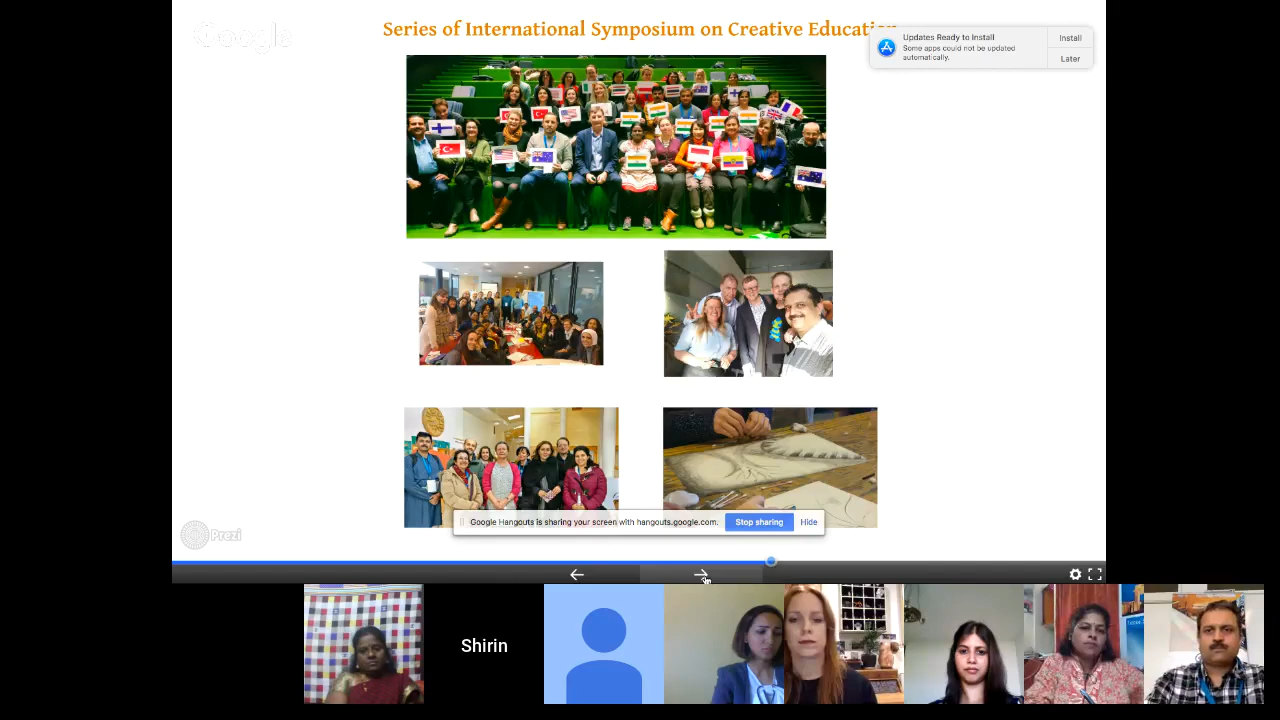 Google
Series of International Symposium on Creative Education
Updates Ready to Install
Some apps could not be updated
automatically.
Install
Later
Google Hangouts is sharing your screen with hangouts.google.com.
Stop sharing
Hide
Prezi
Shirin